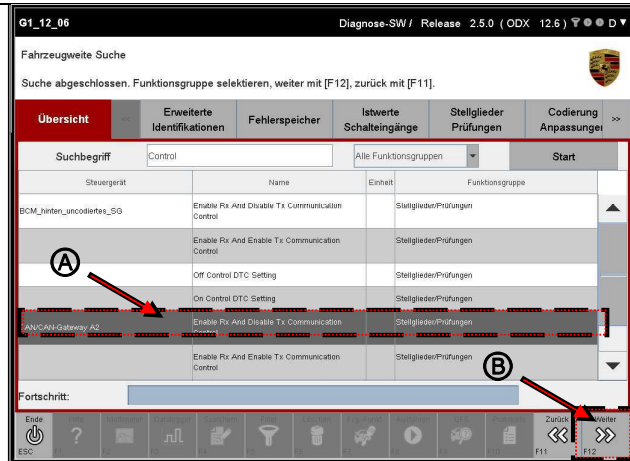 G1_12_06 Diagnose-SW / Release 2.5.0 ( ODX 12.6 ) D
Fahrzeugweite Suche
Suche abgeschlossen. Funktionsgruppe selektieren, weiter mit [F12], zurück mit [F11].
Übersicht << Erweiterte Identifikationen Fehlerspeicher Istwerte Schalteingänge Stellglieder Prüfungen Codierung Anpassungen >>
Suchbegriff Control Alle Funktionsgruppen Start
Steuergerät Name Einheit Funktionsgruppe
BCM_hinten_uncodiertes_SG Enable Rx And Disable Tx Communication Control Stellglieder/Prüfungen
Enable Rx And Enable Tx Communication Control Stellglieder/Prüfungen
A
Off Control DTC Setting Stellglieder/Prüfungen
On Control DTC Setting Stellglieder/Prüfungen
AN/CAN-Gateway A2 Enable Rx And Disable Tx Communication Control Stellglieder/Prüfungen
Enable Rx And Enable Tx Communication Control Stellglieder/Prüfungen
B
Fortschritt:
Ende Zurück Weiter
ESC F11 F12